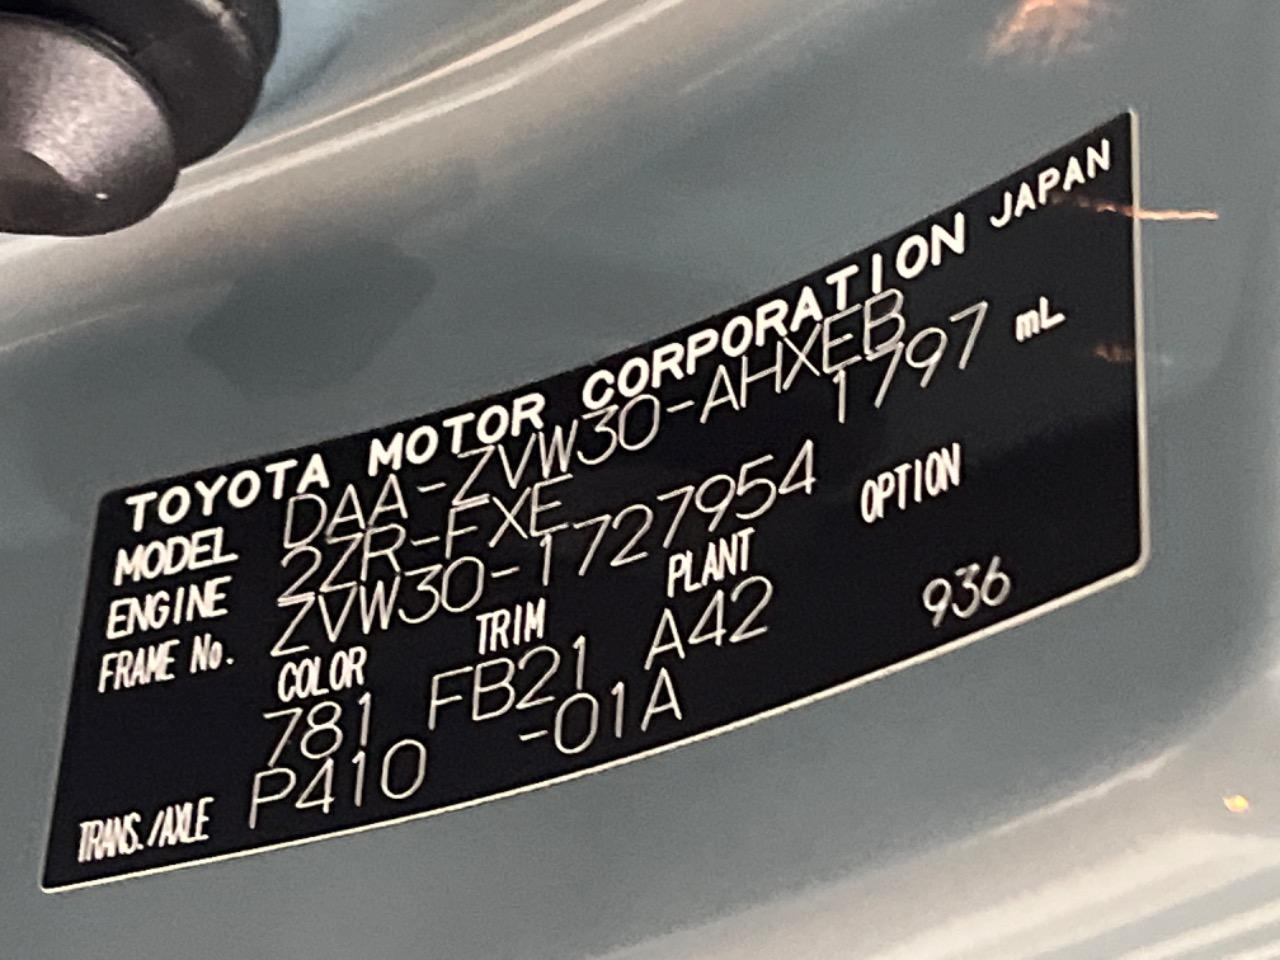 TOYOTA MOTOR CORPORATION JAPAN
MODEL DAA-ZVW30-AHXEB
ENGINE 2ZR-FXE 1797 mL
FRAME No. ZVW30-1727954
COLOR TRIM PLANT OPTION
781 FB21 A42 936
TRANS./AXLE P410 -01A